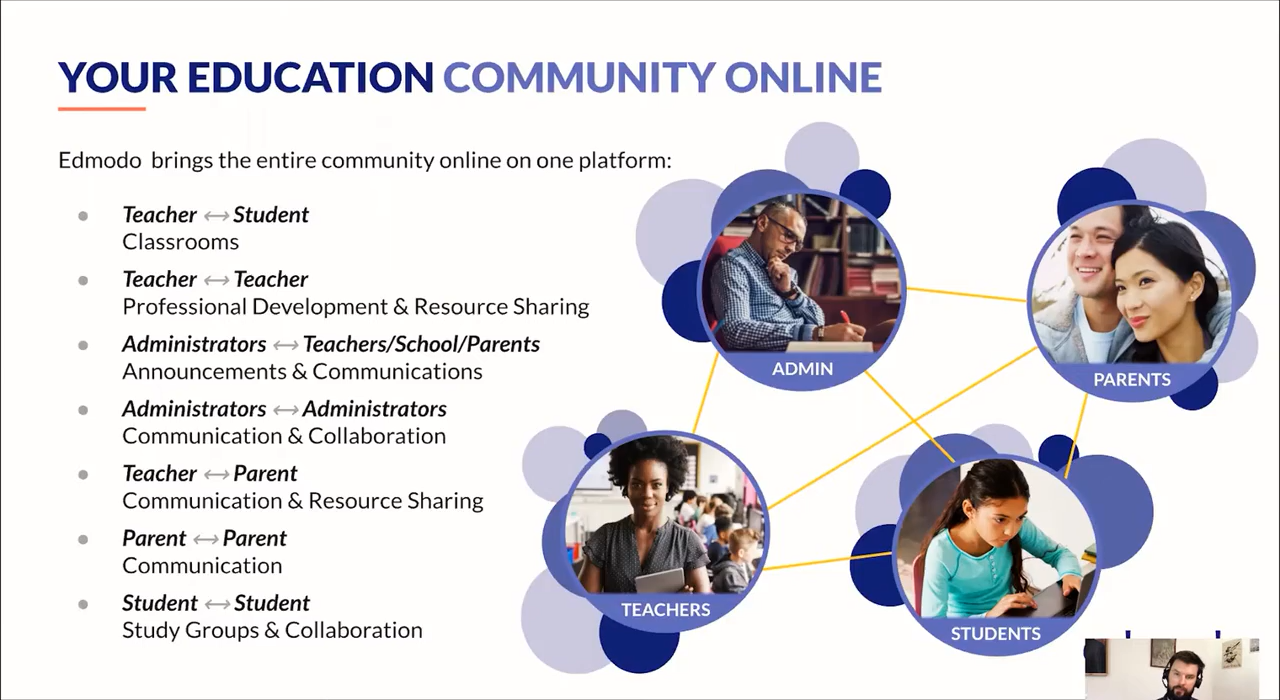 YOUR EDUCATION COMMUNITY ONLINE
Edmodo brings the entire community online on one platform:
Teacher ↔ Student
Classrooms
Teacher ↔ Teacher
Professional Development & Resource Sharing
Administrators ↔ Teachers/School/Parents
Announcements & Communications
Administrators ↔ Administrators
Communication & Collaboration
Teacher ↔ Parent
Communication & Resource Sharing
Parent ↔ Parent
Communication
Student ↔ Student
Study Groups & Collaboration
ADMIN
PARENTS
TEACHERS
STUDENTS